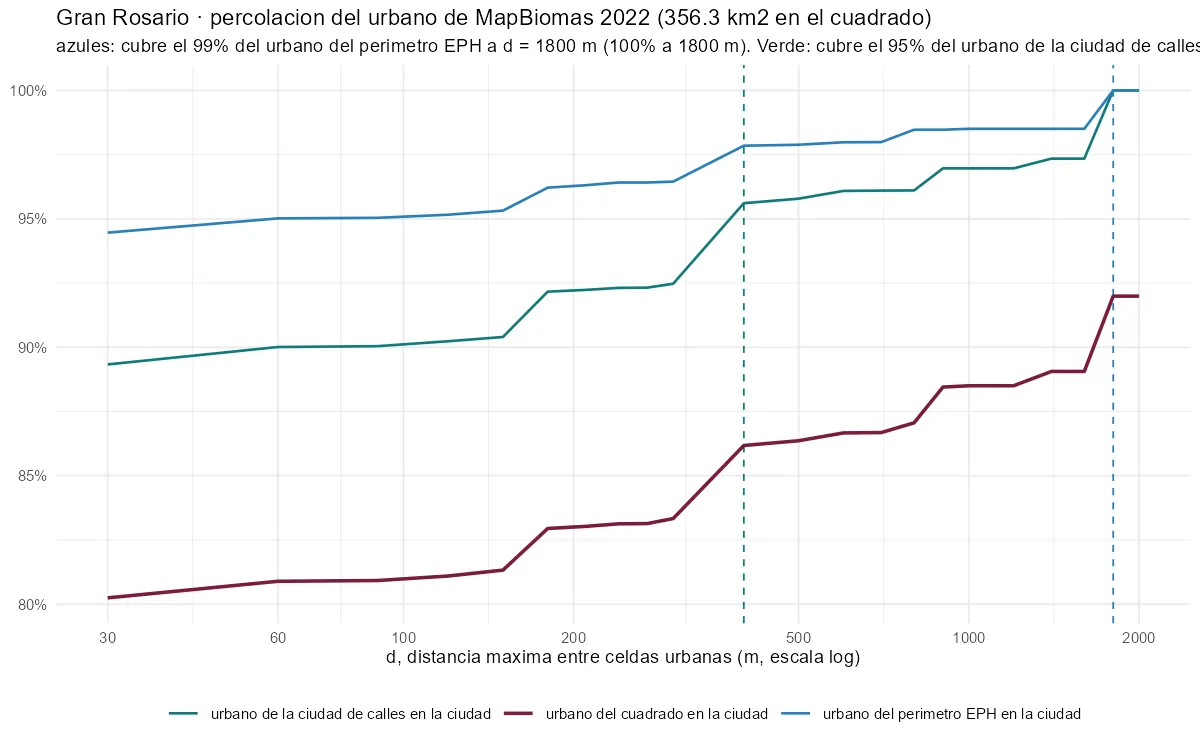 Gran Rosario · percolacion del urbano de MapBiomas 2022 (356.3 km2 en el cuadrado)
azules: cubre el 99% del urbano del perimetro EPH a d = 1800 m (100% a 1800 m). Verde: cubre el 95% del urbano de la ciudad de calles
100%
95%
90%
85%
80%
30 60 100 200 500 1000 2000
d, distancia maxima entre celdas urbanas (m, escala log)
urbano de la ciudad de calles en la ciudad urbano del cuadrado en la ciudad urbano del perimetro EPH en la ciudad